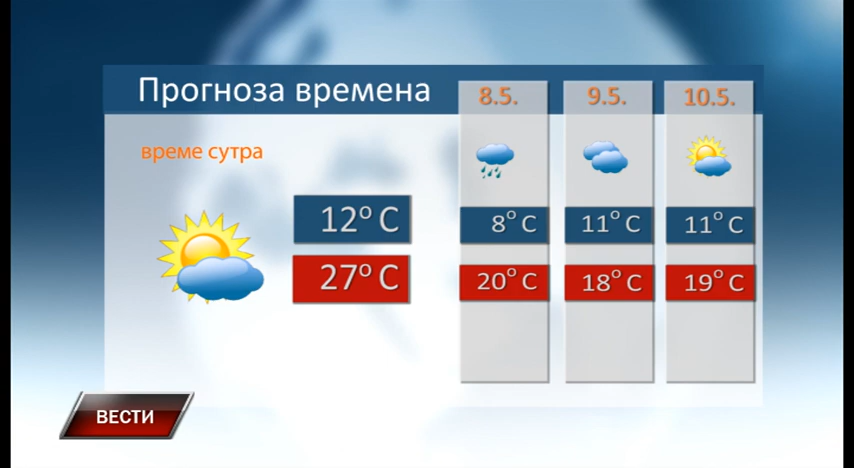 Прогноза времена
време сутра
12° C
27° C
8.5.
8° C
20° C
9.5.
11° C
18° C
10.5.
11° C
19° C
ВЕСТИ